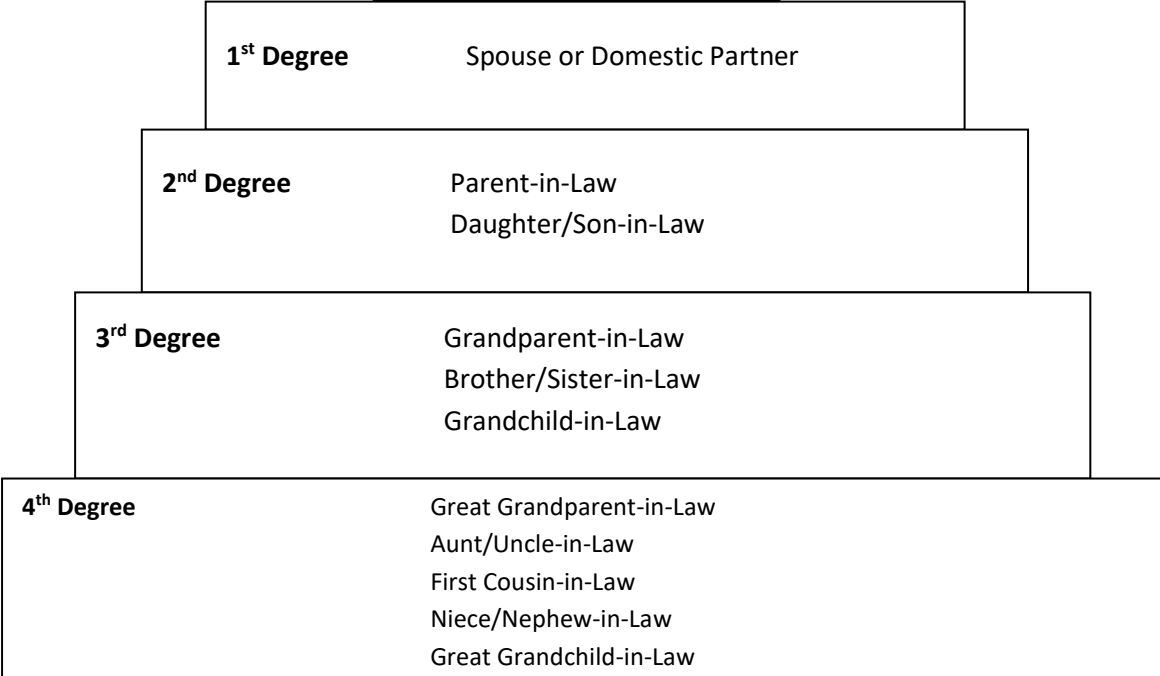 1st Degree Spouse or Domestic Partner
2nd Degree Parent-in-Law
Daughter/Son-in-Law
3rd Degree Grandparent-in-Law
Brother/Sister-in-Law
Grandchild-in-Law
4th Degree Great Grandparent-in-Law
Aunt/Uncle-in-Law
First Cousin-in-Law
Niece/Nephew-in-Law
Great Grandchild-in-Law